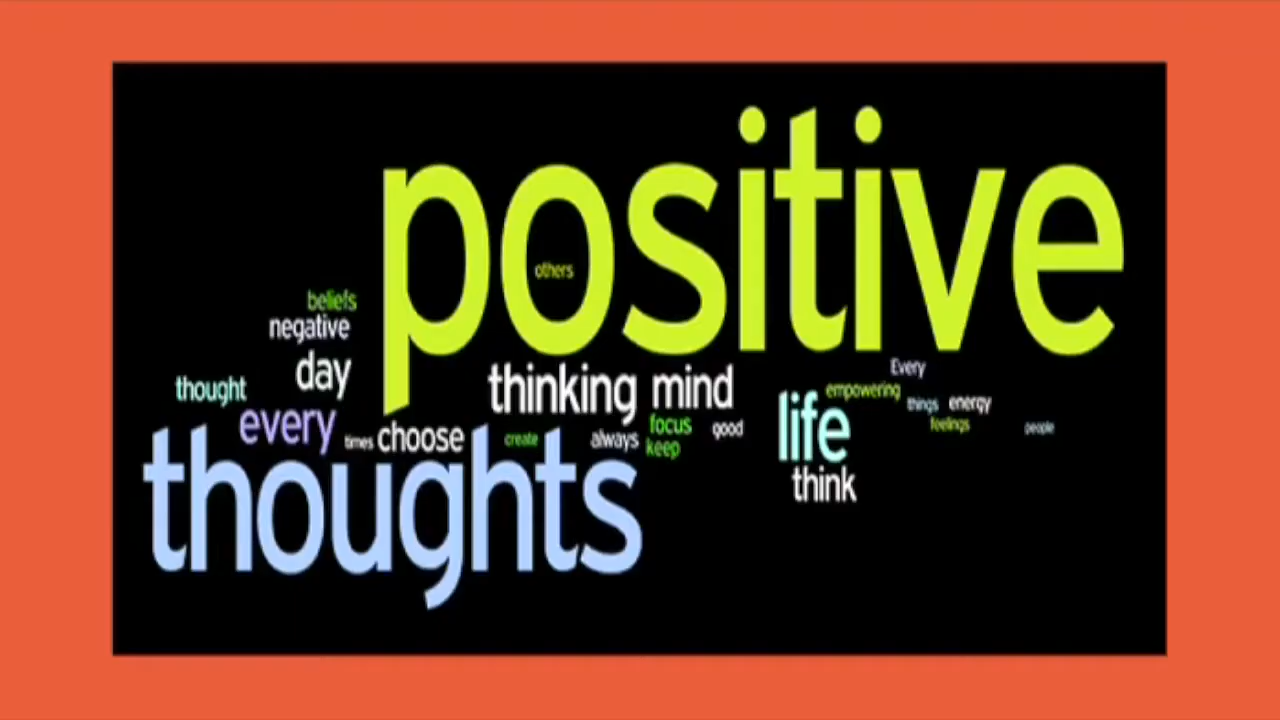 positive
others
beliefs
negative
day
thinking mind
Every
thought
life
empowering
things energy
every
times choose
create
always
focus
good
feelings
people
keep
thoughts
think